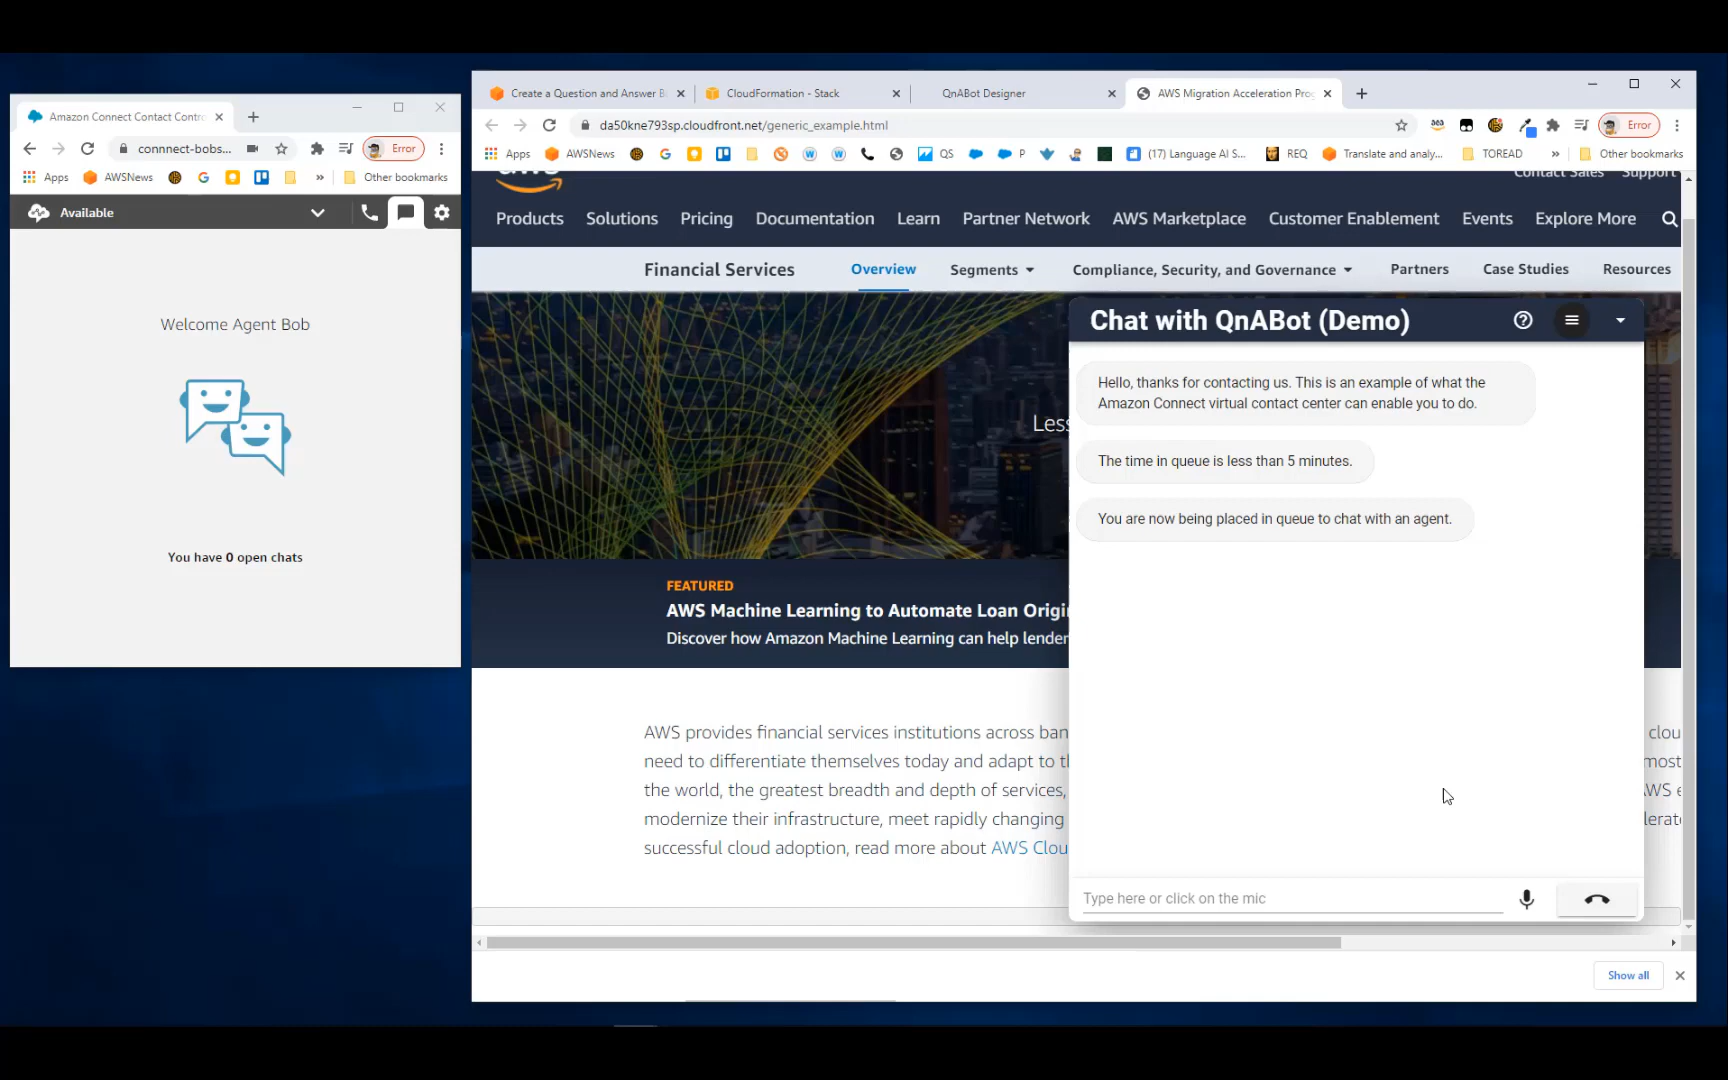 Amazon Connect Contact Contro
connnect-bobs...
Error
Apps
AWSNews
»
Other bookmarks
Available
Welcome Agent Bob
You have 0 open chats
Create a Question and Answer B
CloudFormation - Stack
QnABot Designer
AWS Migration Acceleration Prog
da50kne793sp.cloudfront.net/generic_example.html
aws
Error
Apps
AWSNews
QS
P
(17) Language AI S...
REQ
Translate and analy...
TOREAD
»
Other bookmarks
aws
Contact Sales
Support
Products
Solutions
Pricing
Documentation
Learn
Partner Network
AWS Marketplace
Customer Enablement
Events
Explore More
Financial Services
Overview
Segments
Compliance, Security, and Governance
Partners
Case Studies
Resources
Less
FEATURED
AWS Machine Learning to Automate Loan Origi
Discover how Amazon Machine Learning can help lender
AWS provides financial services institutions across ban
need to differentiate themselves today and adapt to th
the world, the greatest breadth and depth of services,
modernize their infrastructure, meet rapidly changing
successful cloud adoption, read more about AWS Clou
clou
most
AWS e
lerate
Chat with QnABot (Demo)
Hello, thanks for contacting us. This is an example of what the
Amazon Connect virtual contact center can enable you to do.
The time in queue is less than 5 minutes.
You are now being placed in queue to chat with an agent.
Type here or click on the mic
Show all